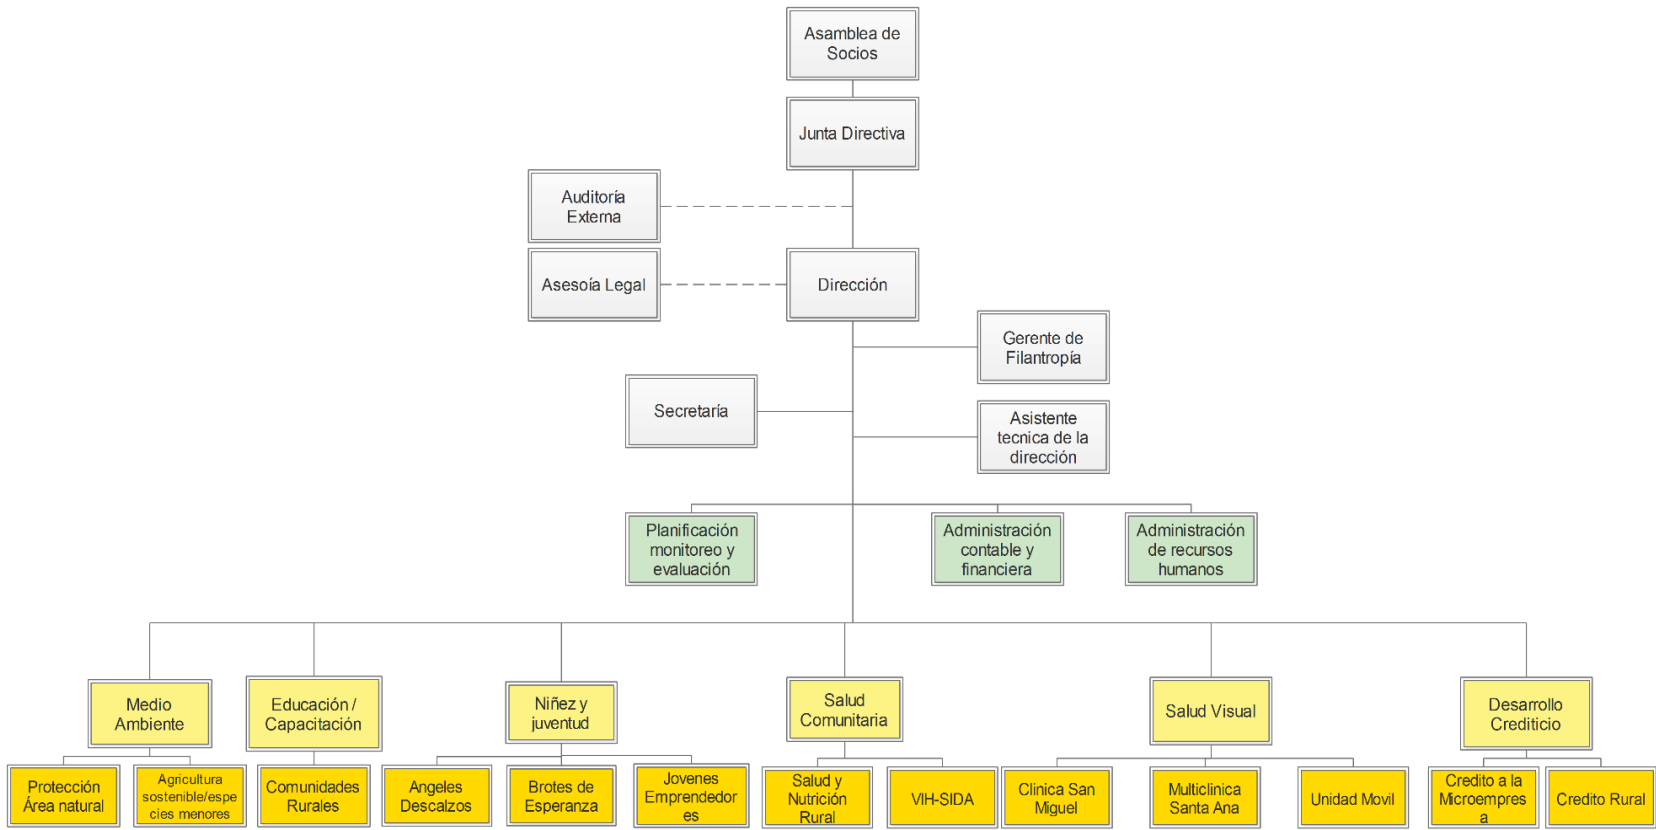 Asamblea de
Socios
Junta Directiva
Auditoría
Externa
Asesoía Legal
Dirección
Gerente de
Filantropía
Secretaría
Asistente
tecnica de la
dirección
Planificación
monitoreo y
evaluación
Administración
contable y
financiera
Administración
de recursos
humanos
Medio
Ambiente
Educación /
Capacitación
Niñez y
juventud
Salud
Comunitaria
Salud Visual
Desarrollo
Crediticio
Protección
Área natural
Agricultura
sostenible/espe
cies menores
Comunidades
Rurales
Angeles
Descalzos
Brotes de
Esperanza
Jovenes
Emprendedor
es
Salud y
Nutrición
Rural
VIH-SIDA
Clinica San
Miguel
Multiclinica
Santa Ana
Unidad Movil
Credito a la
Microempres
a
Credito Rural